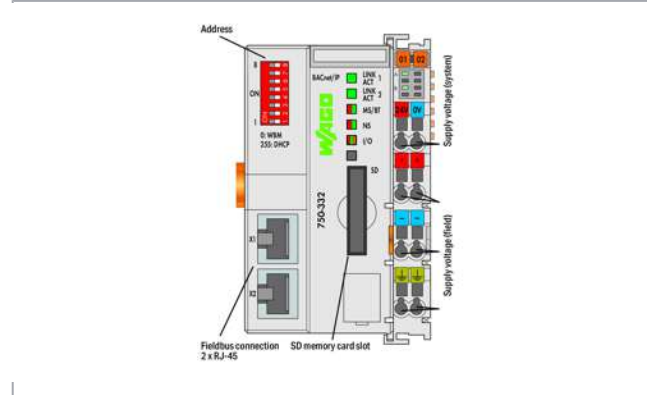 Address
8
ON
1
0: WBM
255: DHCP
X1
X2
Fieldbus connection
2 x RJ-45
BACnet/IP
LINK
ACT 1
LINK
ACT 2
MS/BT
NS
I/O
WAGO
750-332
SD
SD memory card slot
01 02
24V 0V
+ +
– –
Supply voltage (system)
Supply voltage (field)